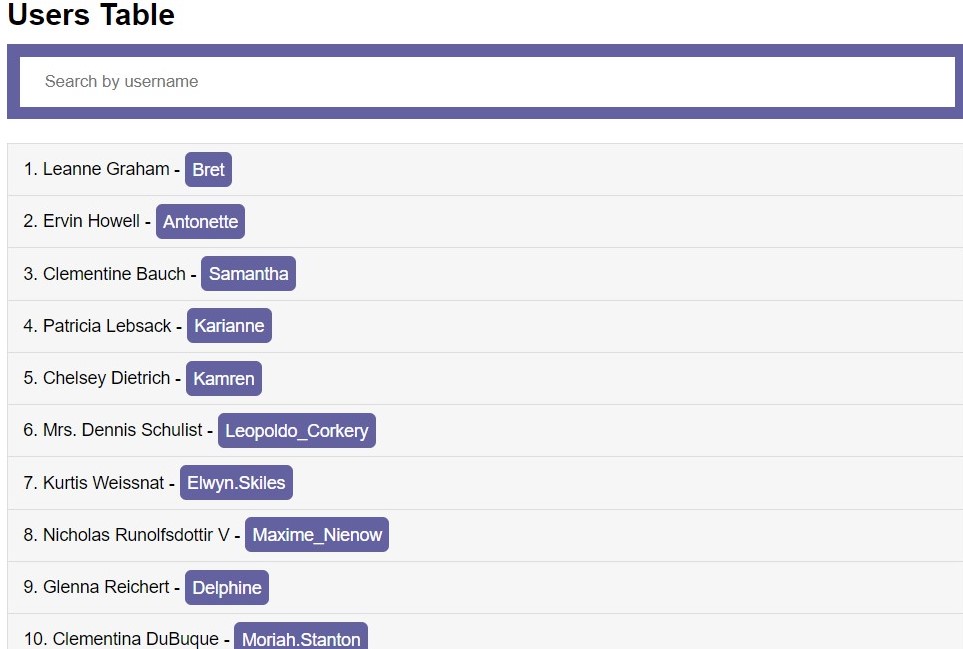 Users Table
Search by username
1. Leanne Graham - Bret
2. Ervin Howell - Antonette
3. Clementine Bauch - Samantha
4. Patricia Lebsack - Karianne
5. Chelsey Dietrich - Kamren
6. Mrs. Dennis Schulist - Leopoldo_Corkery
7. Kurtis Weissnat - Elwyn.Skiles
8. Nicholas Runolfsdottir V - Maxime_Nienow
9. Glenna Reichert - Delphine
10. Clementina DuBuque - Moriah.Stanton